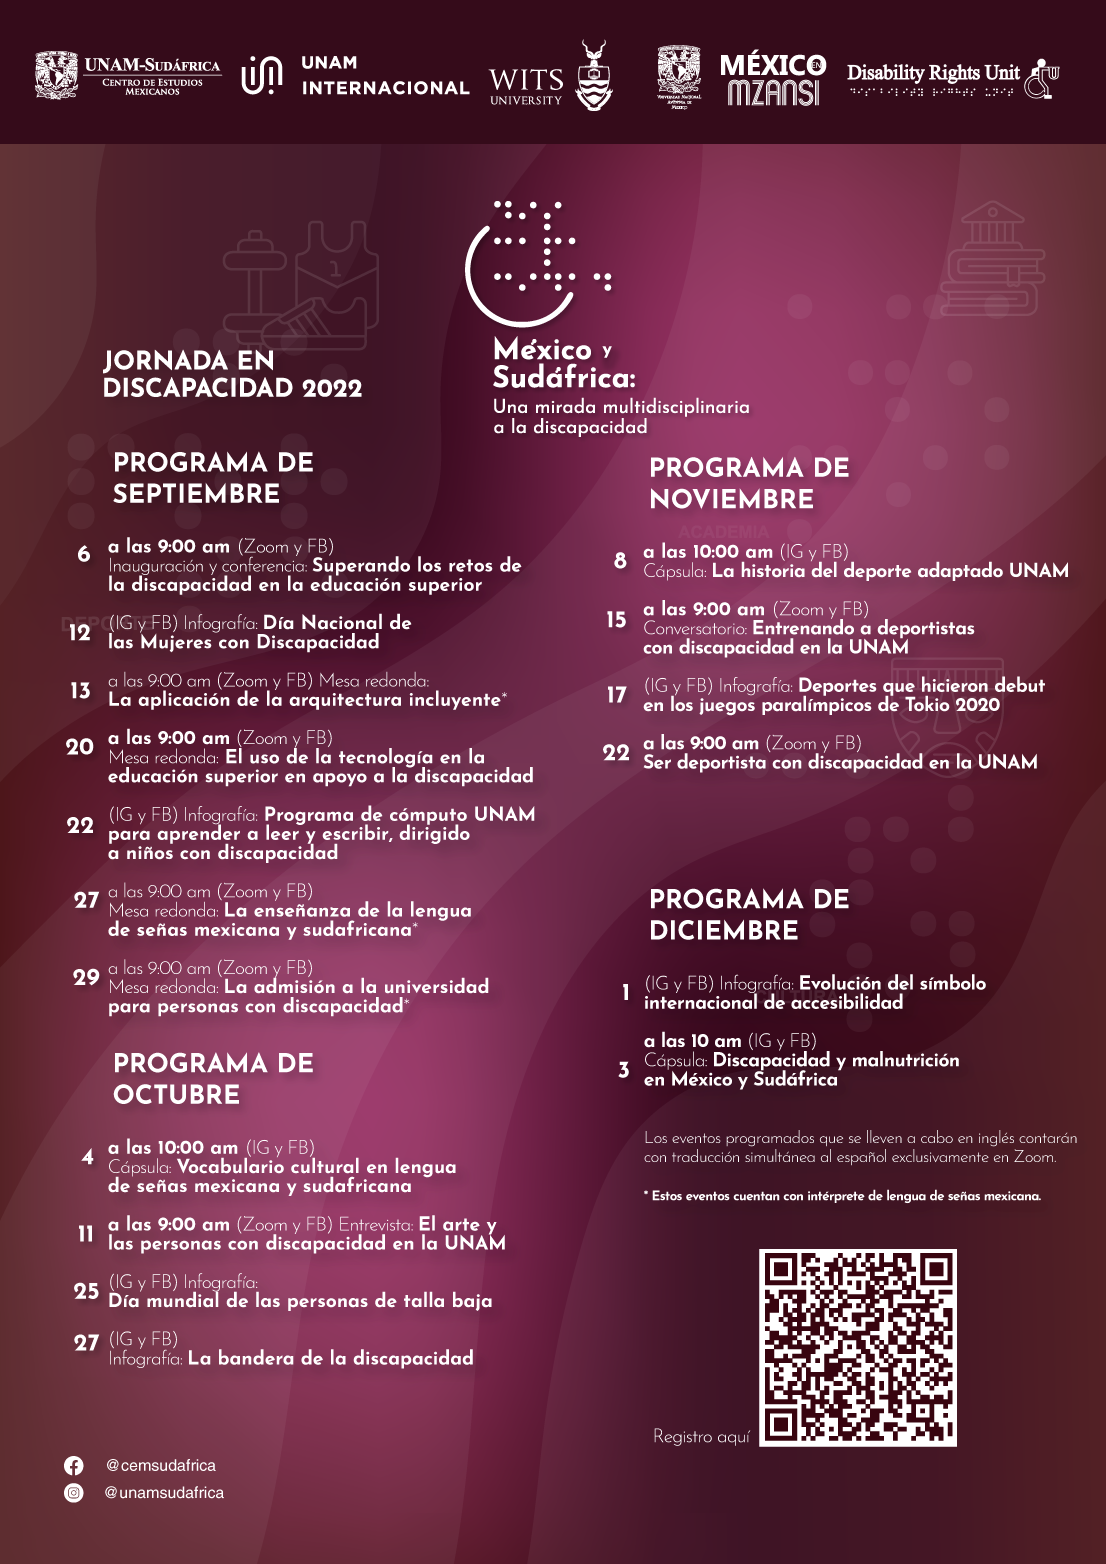 UNAM-SUDÁFRICA
CENTRO DE ESTUDIOS
MEXICANOS
UNAM
INTERNACIONAL
WITS
UNIVERSITY
UNIVERSIDAD NACIONAL
AUTÓNOMA DE
MÉXICO
MÉXICO
EN
MZANSI
Disability Rights Unit
México y
Sudáfrica:
Una mirada multidisciplinaria
a la discapacidad
JORNADA EN
DISCAPACIDAD 2022
PROGRAMA DE
SEPTIEMBRE
6 a las 9:00 am (Zoom y FB)
Inauguración y conferencia: Superando los retos de
la discapacidad en la educación superior
DEPORTE
12 (IG y FB) Infografía: Día Nacional de
las Mujeres con Discapacidad
13 a las 9:00 am (Zoom y FB) Mesa redonda:
La aplicación de la arquitectura incluyente*
20 a las 9:00 am (Zoom y FB)
Mesa redonda: El uso de la tecnología en la
educación superior en apoyo a la discapacidad
22 (IG y FB) Infografía: Programa de cómputo UNAM
para aprender a leer y escribir, dirigido
a niños con discapacidad
27 a las 9:00 am (Zoom y FB)
Mesa redonda: La enseñanza de la lengua
de señas mexicana y sudafricana*
29 a las 9:00 am (Zoom y FB)
Mesa redonda: La admisión a la universidad
para personas con discapacidad*
PROGRAMA DE
OCTUBRE
4 a las 10:00 am (IG y FB)
Cápsula: Vocabulario cultural en lengua
de señas mexicana y sudafricana
11 a las 9:00 am (Zoom y FB) Entrevista: El arte y
las personas con discapacidad en la UNAM
25 (IG y FB) Infografía:
Día mundial de las personas de talla baja
27 (IG y FB)
Infografía: La bandera de la discapacidad
@cemsudafrica
@unamsudafrica
PROGRAMA DE
NOVIEMBRE
ACADEMIA
8 a las 10:00 am (IG y FB)
Cápsula: La historia del deporte adaptado UNAM
15 a las 9:00 am (Zoom y FB)
Conversatorio: Entrenando a deportistas
con discapacidad en la UNAM
17 (IG y FB) Infografía: Deportes que hicieron debut
en los juegos paralímpicos de Tokio 2020
22 a las 9:00 am (Zoom y FB)
Ser deportista con discapacidad en la UNAM
PROGRAMA DE
DICIEMBRE
1 (IG y FB) Infografía: Evolución del símbolo
internacional de accesibilidad
CULTURA
3 a las 10 am (IG y FB)
Cápsula: Discapacidad y malnutrición
en México y Sudáfrica
Los eventos programados que se lleven a cabo en inglés contarán
con traducción simultánea al español exclusivamente en Zoom.
* Estos eventos cuentan con intérprete de lengua de señas mexicana.
Registro aquí